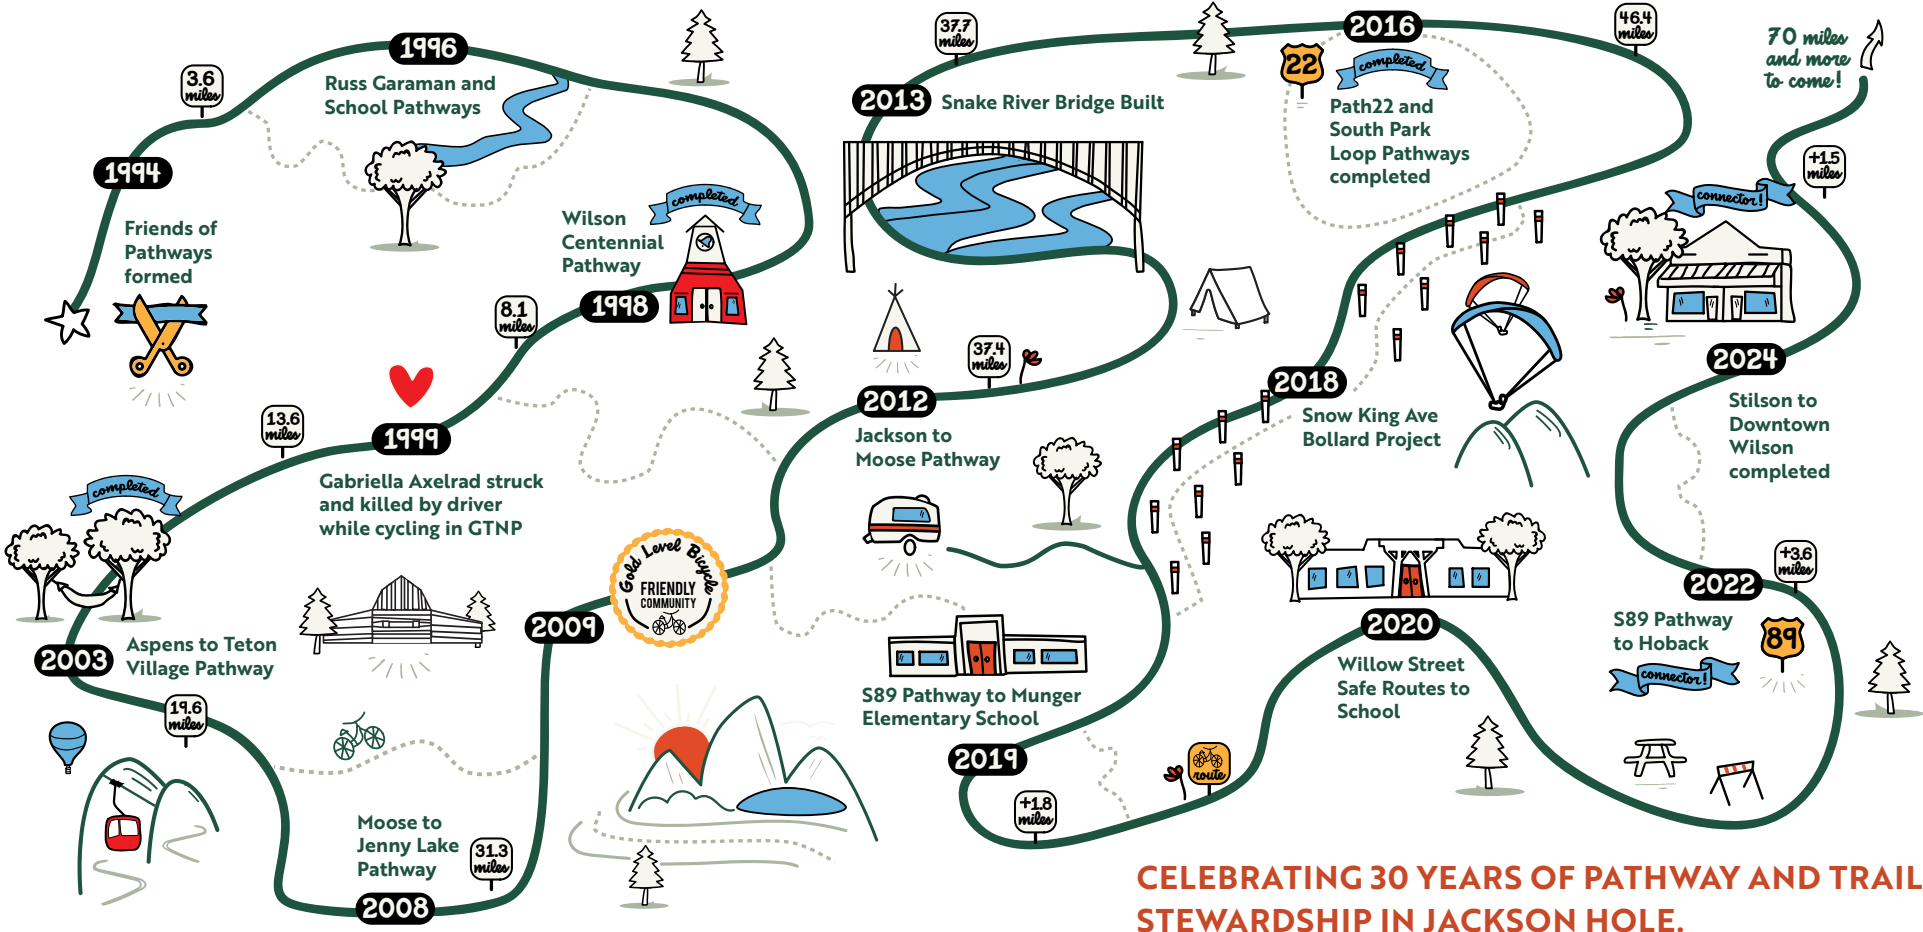 1994
Friends of
Pathways
formed
3.6
miles
1996
Russ Garaman and
School Pathways
completed
Wilson
Centennial
Pathway
1998
8.1
miles
1999
Gabriella Axelrad struck
and killed by driver
while cycling in GTNP
13.6
miles
completed
2003
Aspens to Teton
Village Pathway
19.6
miles
2008
Moose to
Jenny Lake
Pathway
31.3
miles
2009
Gold Level Bicycle
FRIENDLY
COMMUNITY
2012
Jackson to
Moose Pathway
37.4
miles
2013
Snake River Bridge Built
37.7
miles
2016
22
completed
Path22 and
South Park
Loop Pathways
completed
46.4
miles
2018
Snow King Ave
Bollard Project
S89 Pathway to Munger
Elementary School
2019
+1.8
miles
route
2020
Willow Street
Safe Routes to
School
2022
+3.6
miles
S89 Pathway
to Hoback
89
connector!
2024
Stilson to
Downtown
Wilson
completed
connector!
+1.5
miles
70 miles
and more
to come!
CELEBRATING 30 YEARS OF PATHWAY AND TRAIL
STEWARDSHIP IN JACKSON HOLE.